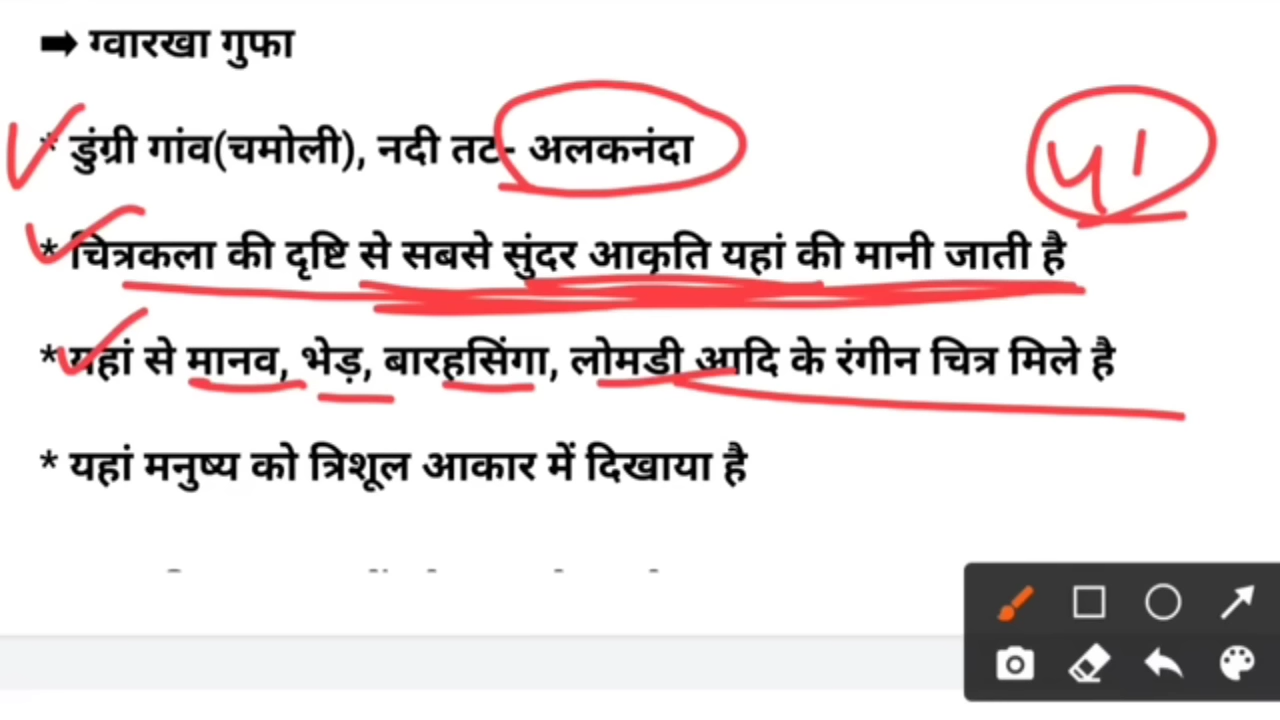 ➡ ग्वारखा गुफा
* डुंग्री गांव(चमोली), नदी तट- अलकनंदा
* चित्रकला की दृष्टि से सबसे सुंदर आकृति यहां की मानी जाती है
* यहां से मानव, भेड़, बारहसिंगा, लोमडी आदि के रंगीन चित्र मिले है
* यहां मनुष्य को त्रिशूल आकार में दिखाया है